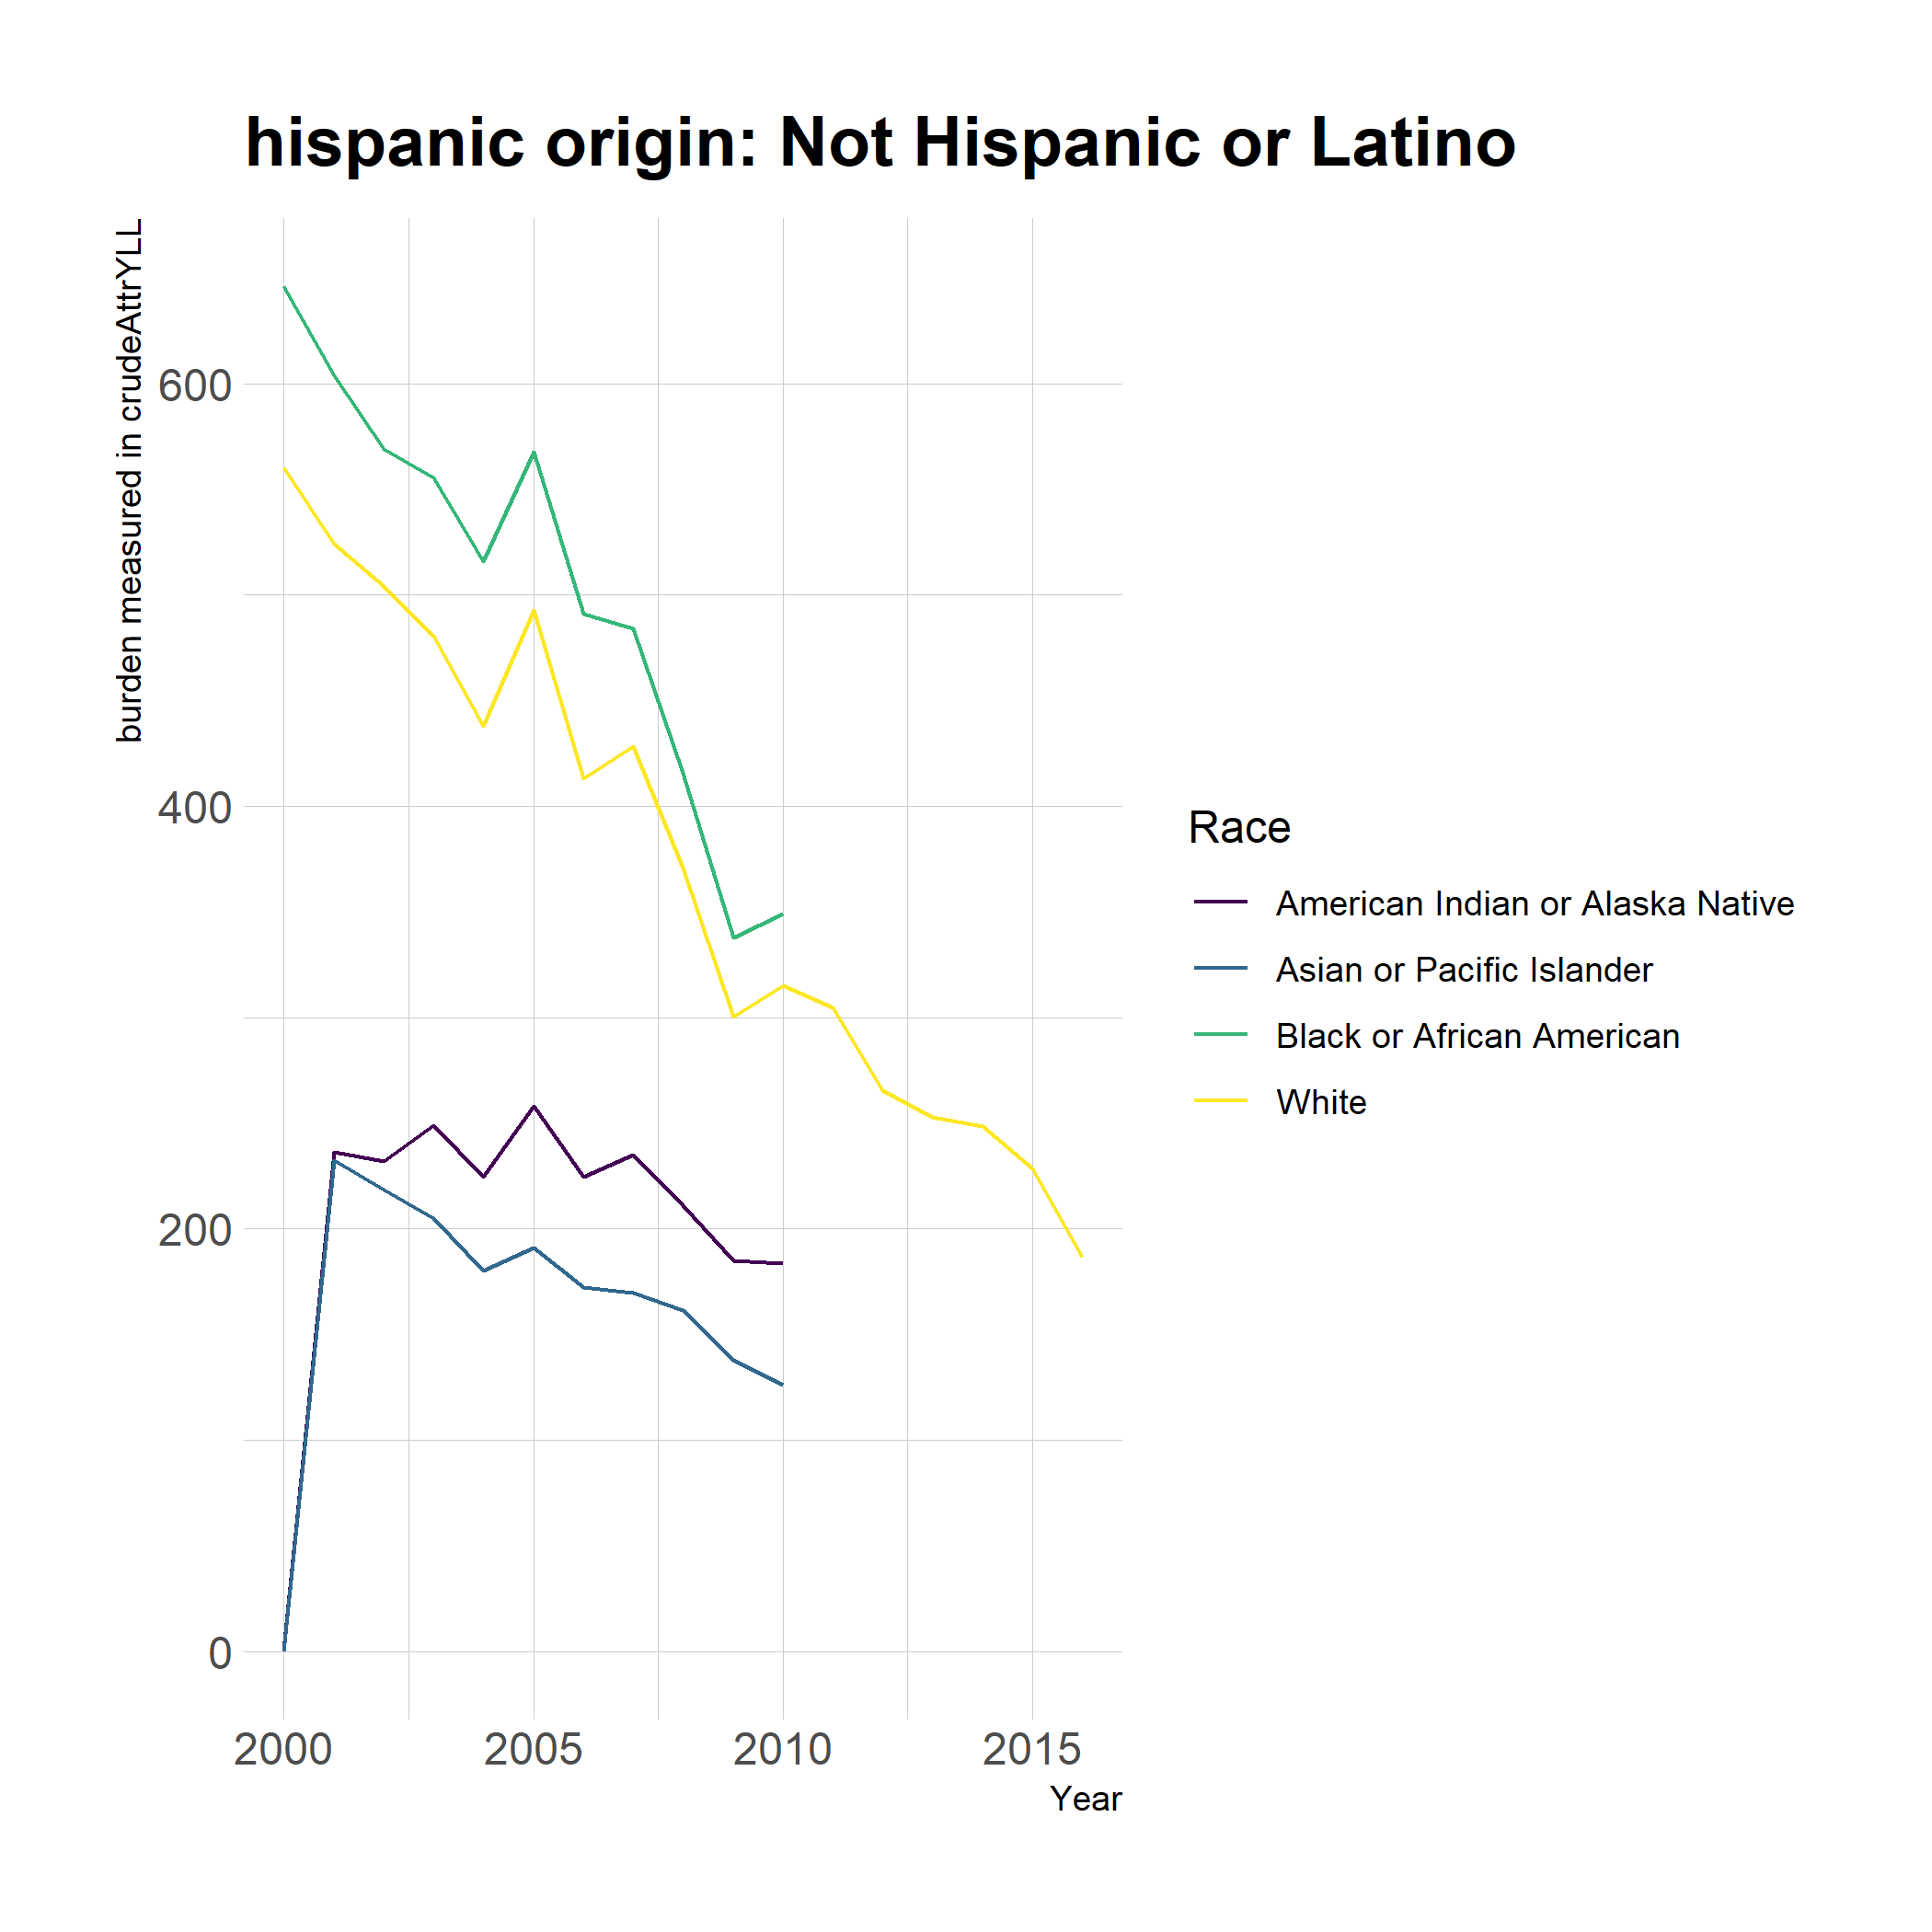 hispanic origin: Not Hispanic or Latino
burden measured in crudeAttrYLL
600
400
200
0
2000
2005
2010
2015
Year
Race
American Indian or Alaska Native
Asian or Pacific Islander
Black or African American
White